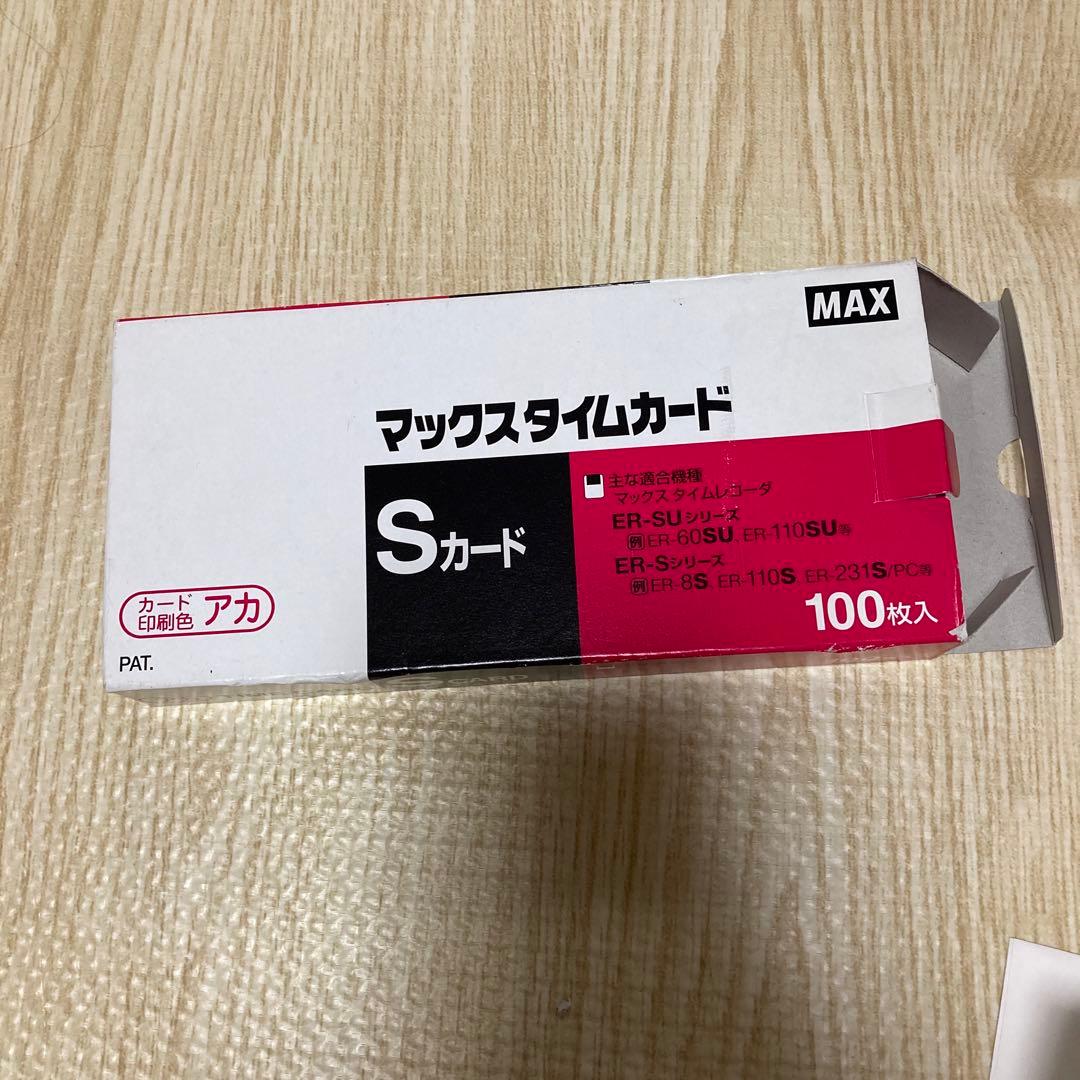 MAX
マックスタイムカード
Sカード
主な適合機種
マックス タイムレコーダ
ER-SUシリーズ
例 ER-60SU、ER-110SU等
ER-Sシリーズ
例 ER-8S、ER-110S、ER-231S/PC等
100枚入
カード
印刷色 アカ
PAT.